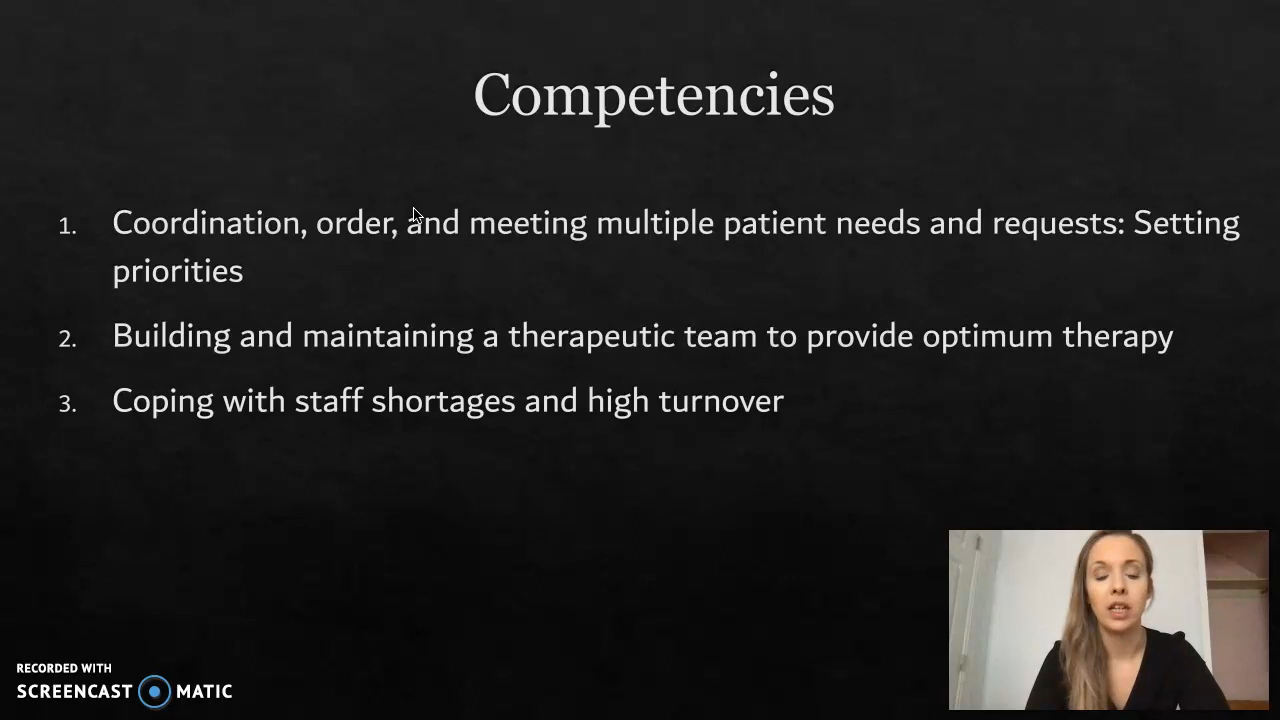 Competencies
1. Coordination, order, and meeting multiple patient needs and requests: Setting
priorities
2. Building and maintaining a therapeutic team to provide optimum therapy
3. Coping with staff shortages and high turnover
RECORDED WITH
SCREENCAST MATIC